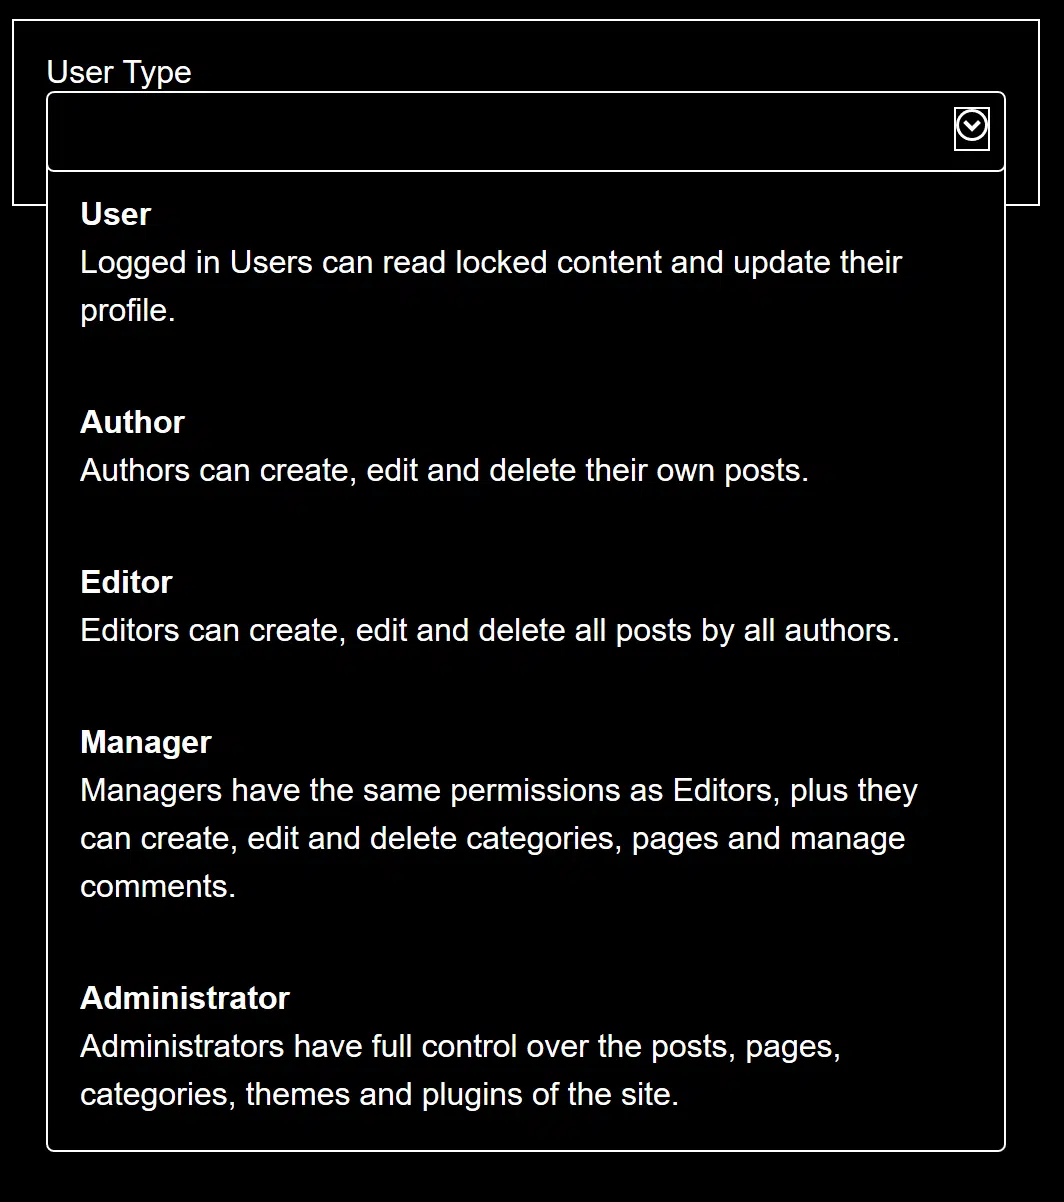 User Type
User
Logged in Users can read locked content and update their
profile.
Author
Authors can create, edit and delete their own posts.
Editor
Editors can create, edit and delete all posts by all authors.
Manager
Managers have the same permissions as Editors, plus they
can create, edit and delete categories, pages and manage
comments.
Administrator
Administrators have full control over the posts, pages,
categories, themes and plugins of the site.